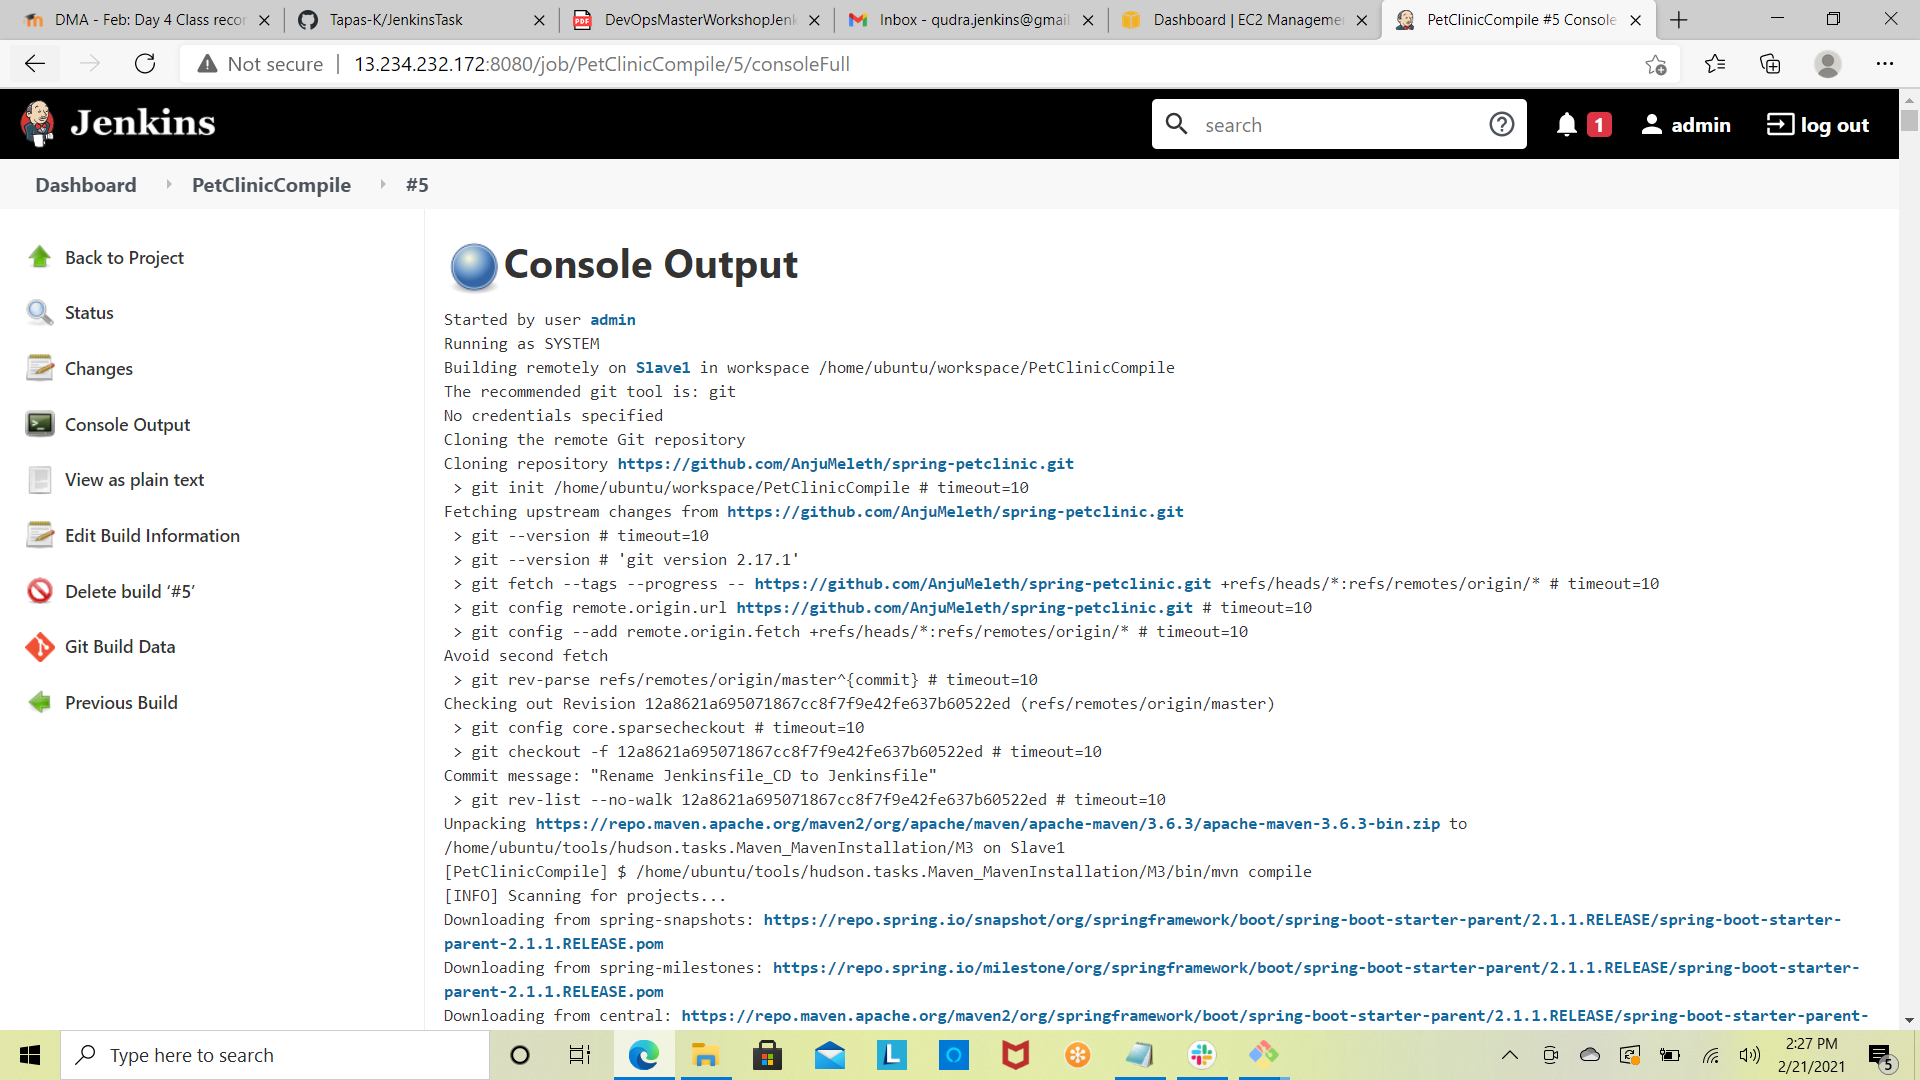 DMA - Feb: Day 4 Class recor
Tapas-K/JenkinsTask
DevOpsMasterWorkshopJenk
Inbox - qudra.jenkins@gmail
Dashboard | EC2 Manageme
PetClinicCompile #5 Console
Not secure | 13.234.232.172:8080/job/PetClinicCompile/5/consoleFull
Jenkins
search
1
admin
log out
Dashboard
PetClinicCompile
#5
Back to Project
Status
Changes
Console Output
View as plain text
Edit Build Information
Delete build ‘#5’
Git Build Data
Previous Build
Console Output
Started by user admin
Running as SYSTEM
Building remotely on Slave1 in workspace /home/ubuntu/workspace/PetClinicCompile
The recommended git tool is: git
No credentials specified
Cloning the remote Git repository
Cloning repository https://github.com/AnjuMeleth/spring-petclinic.git
> git init /home/ubuntu/workspace/PetClinicCompile # timeout=10
Fetching upstream changes from https://github.com/AnjuMeleth/spring-petclinic.git
> git --version # timeout=10
> git --version # 'git version 2.17.1'
> git fetch --tags --progress -- https://github.com/AnjuMeleth/spring-petclinic.git +refs/heads/*:refs/remotes/origin/* # timeout=10
> git config remote.origin.url https://github.com/AnjuMeleth/spring-petclinic.git # timeout=10
> git config --add remote.origin.fetch +refs/heads/*:refs/remotes/origin/* # timeout=10
Avoid second fetch
> git rev-parse refs/remotes/origin/master^{commit} # timeout=10
Checking out Revision 12a8621a695071867cc8f7f9e42fe637b60522ed (refs/remotes/origin/master)
> git config core.sparsecheckout # timeout=10
> git checkout -f 12a8621a695071867cc8f7f9e42fe637b60522ed # timeout=10
Commit message: "Rename Jenkinsfile_CD to Jenkinsfile"
> git rev-list --no-walk 12a8621a695071867cc8f7f9e42fe637b60522ed # timeout=10
Unpacking https://repo.maven.apache.org/maven2/org/apache/maven/apache-maven/3.6.3/apache-maven-3.6.3-bin.zip to
/home/ubuntu/tools/hudson.tasks.Maven_MavenInstallation/M3 on Slave1
[PetClinicCompile] $ /home/ubuntu/tools/hudson.tasks.Maven_MavenInstallation/M3/bin/mvn compile
[INFO] Scanning for projects...
Downloading from spring-snapshots: https://repo.spring.io/snapshot/org/springframework/boot/spring-boot-starter-parent/2.1.1.RELEASE/spring-boot-starter-
parent-2.1.1.RELEASE.pom
Downloading from spring-milestones: https://repo.spring.io/milestone/org/springframework/boot/spring-boot-starter-parent/2.1.1.RELEASE/spring-boot-starter-
parent-2.1.1.RELEASE.pom
Downloading from central: https://repo.maven.apache.org/maven2/org/springframework/boot/spring-boot-starter-parent/2.1.1.RELEASE/spring-boot-starter-parent-
Type here to search
2:27 PM
2/21/2021
5